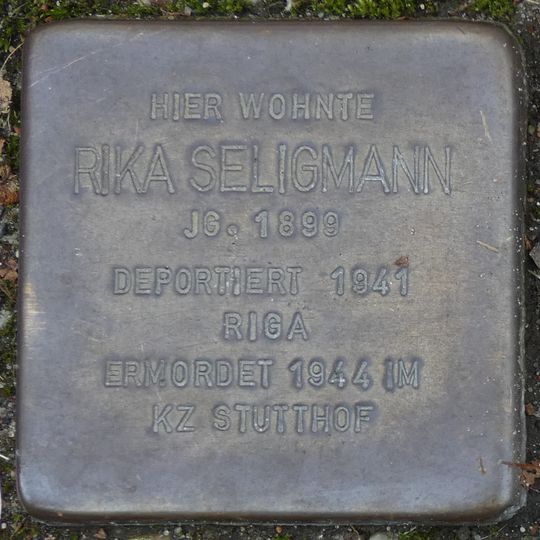 HIER WOHNTE
RIKA SELIGMANN
JG. 1899
DEPORTIERT 1941
RIGA
ERMORDET 1944 IM
KZ STUTTHOF